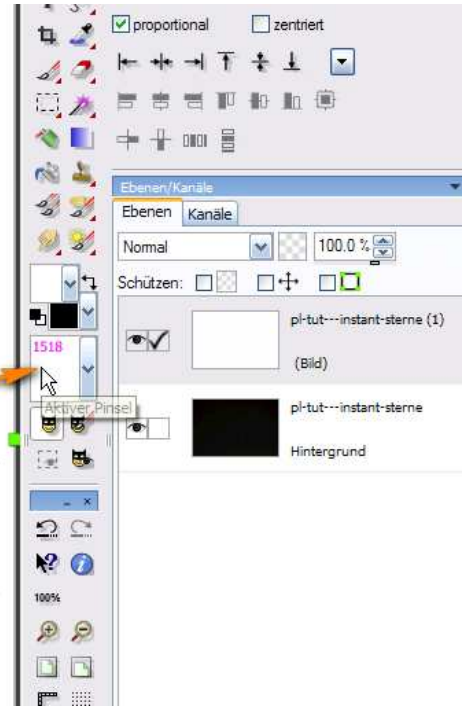 proportional zentriert
Ebenen/Kanäle
Ebenen Kanäle
Normal 100.0 %
Schützen:
pl-tut---instant-sterne (1)
(Bild)
1518
Aktiver Pinsel
pl-tut---instant-sterne
Hintergrund
100%